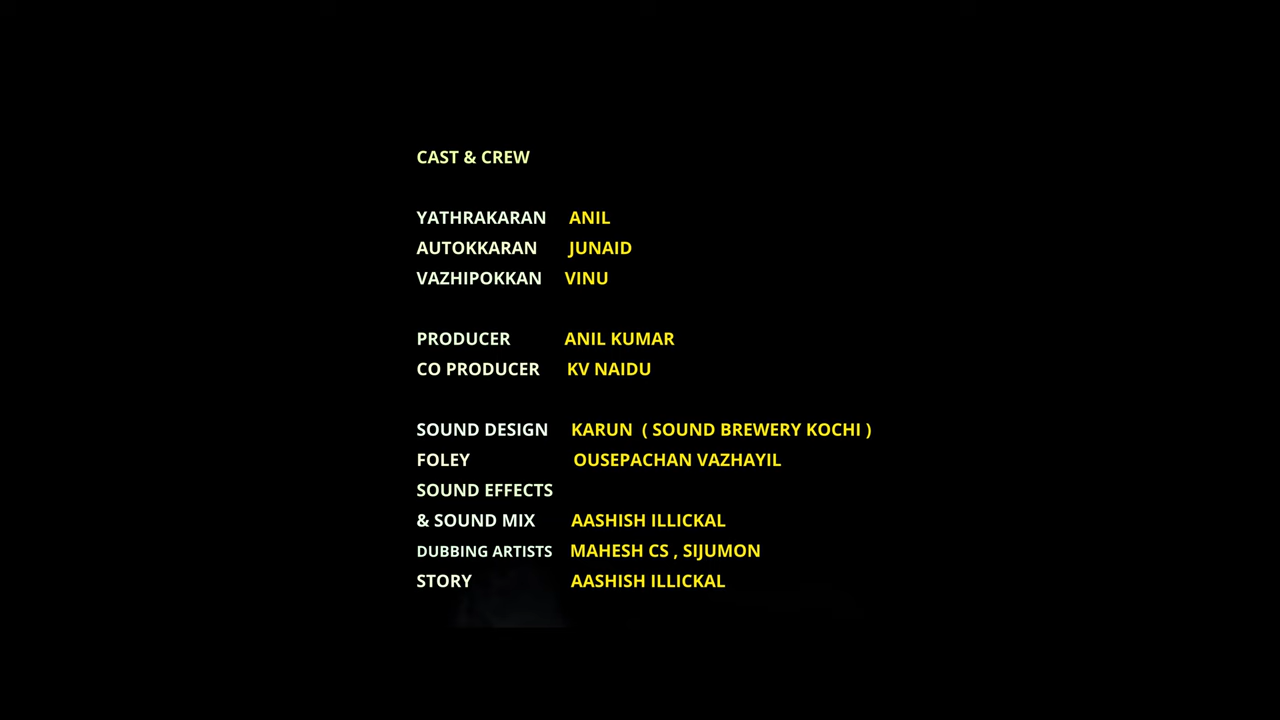 CAST & CREW
YATHRAKARAN ANIL
AUTOKKARAN JUNAID
VAZHIPOKKAN VINU
PRODUCER ANIL KUMAR
CO PRODUCER KV NAIDU
SOUND DESIGN KARUN ( SOUND BREWERY KOCHI )
FOLEY OUSEPACHAN VAZHAYIL
SOUND EFFECTS
& SOUND MIX AASHISH ILLICKAL
DUBBING ARTISTS MAHESH CS , SIJUMON
STORY AASHISH ILLICKAL